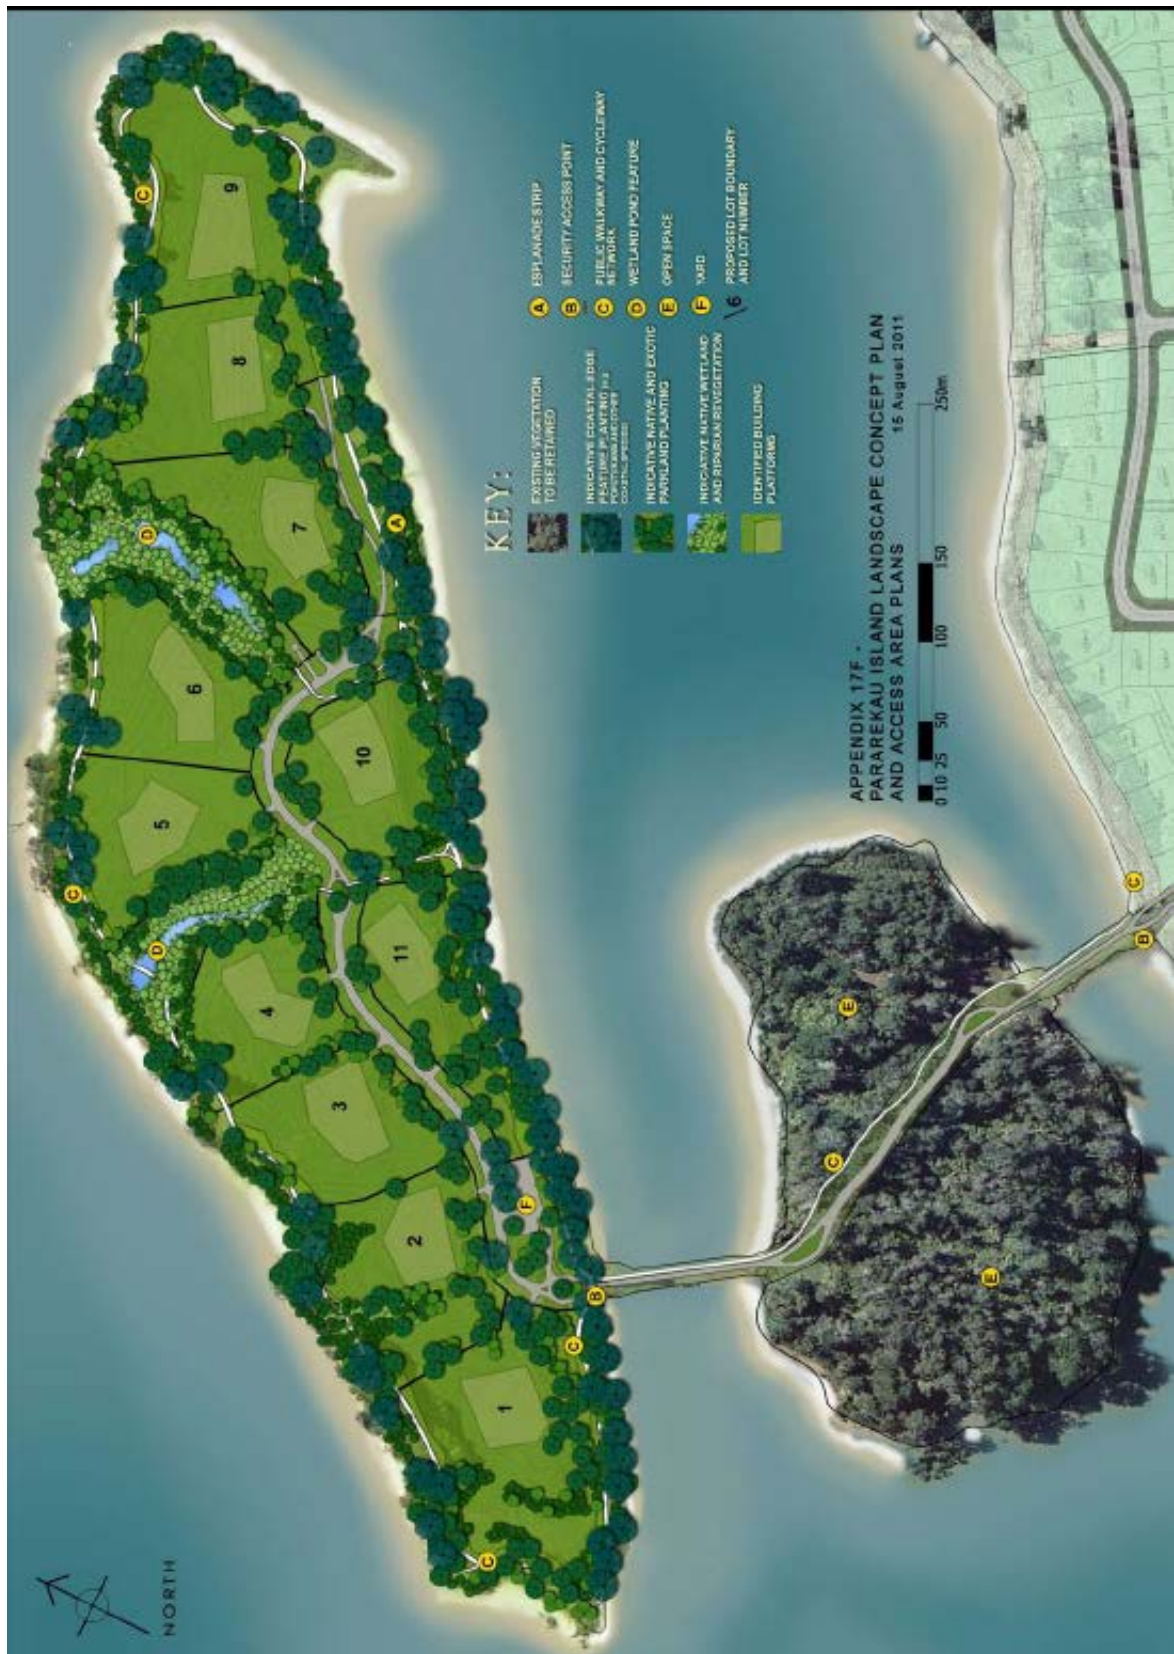 KEY:
EXISTING VEGETATION
TO BE RETAINED
INDICATIVE COASTAL EDGE
FEATURE PLANTING
COASTAL SPECIES)
INDICATIVE NATIVE AND EXOTIC
PARKLAND PLANTING
INDICIATIVE NATIVE WETLAND
AND RIPARIAN REVEGETATION
IDENTIFIED BUILDING
PLATFORMS
A ESPLANADE STRIP
B SECURITY ACCESS POINT
C PUBLIC WALKWAY AND CYCLEWAY
NETWORK
D WETLAND POND FEATURE
E OPEN SPACE
F YARD
\6 PROPOSED LOT BOUNDARY
AND LOT NUMBER
APPENDIX 17F -
PARAREKAU ISLAND LANDSCAPE CONCEPT PLAN
AND ACCESS AREA PLANS 15 August 2011
0 10 25 50 100 150 250m
NORTH
1
2
3
4
5
6
7
8
9
10
11
A
B
B
C
C
C
C
C
C
D
D
E
E
F